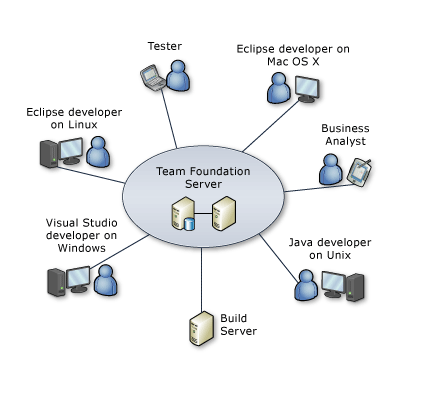 Tester
Eclipse developer on
Mac OS X
Eclipse developer
on Linux
Business
Analyst
Team Foundation
Server
Visual Studio
developer on
Windows
Java developer
on Unix
Build
Server